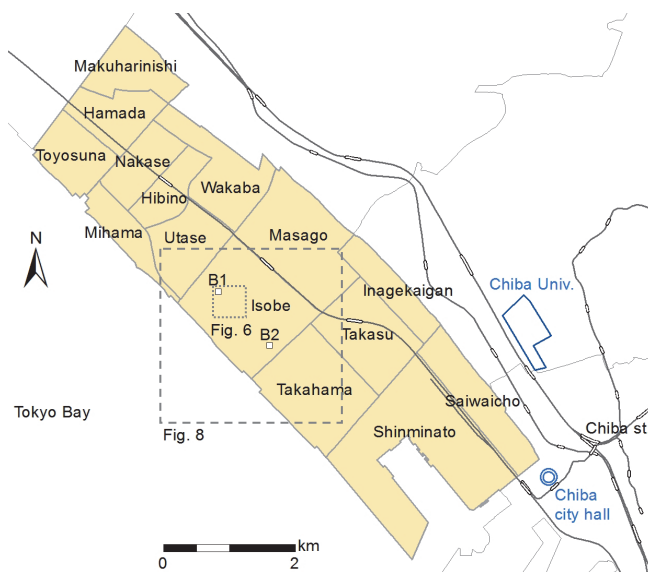 Makuharinishi
Hamada
Toyosuna
Nakase
Wakaba
Hibino
Mihama
Utase
Masago
N
B1
Inagekaigan
Chiba Univ.
Isobe
Fig. 6
B2
Takasu
Takahama
Saiwaicho
Tokyo Bay
Fig. 8
Shinminato
Chiba st
Chiba
city hall
km
0
2